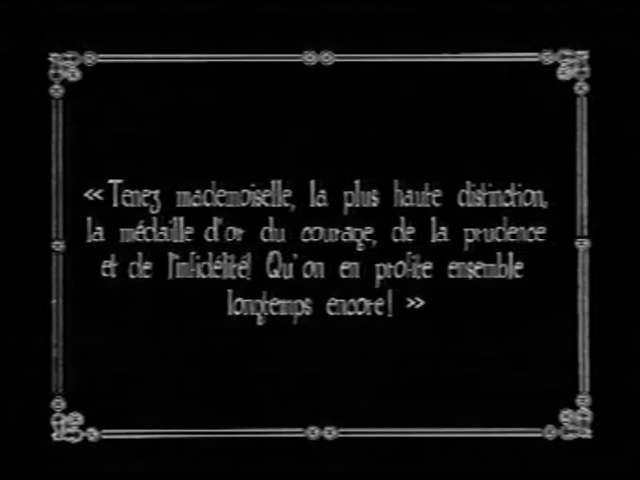 « Tenez mademoiselle, la plus haute distinction,
la médaille d'or du courage, de la prudence
et de l'infidélité! Qu'on en profite ensemble
longtemps encore! »